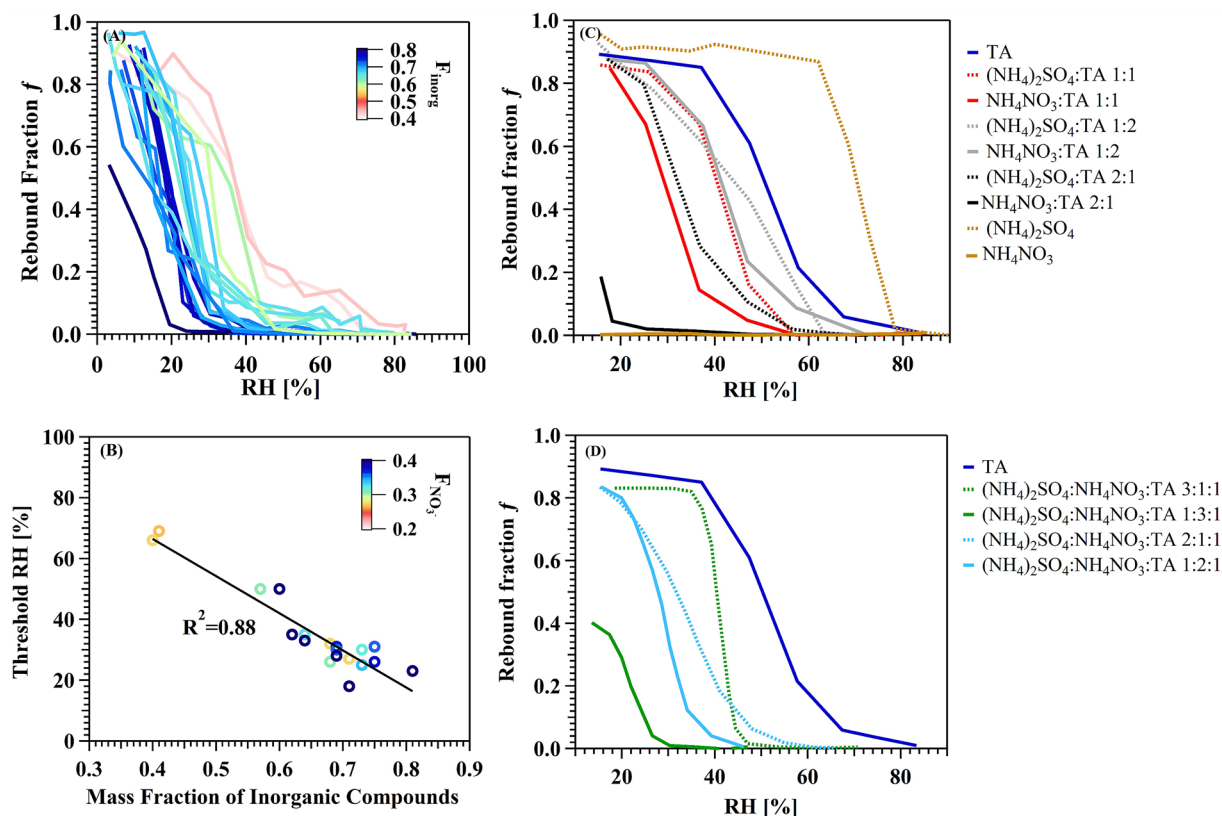 (A)
1.0
0.8
0.6
0.4
0.2
0.0
Rebound Fraction f
0
20
40
60
80
100
RH [%]
0.8
0.7
0.6
0.5
0.4
F inorg
(C)
1.0
0.8
0.6
0.4
0.2
0.0
Rebound fraction f
20
40
60
80
RH [%]
TA
(NH4)2SO4:TA 1:1
NH4NO3:TA 1:1
(NH4)2SO4:TA 1:2
NH4NO3:TA 1:2
(NH4)2SO4:TA 2:1
NH4NO3:TA 2:1
(NH4)2SO4
NH4NO3
(B)
100
80
60
40
20
0
Threshold RH [%]
0.3
0.4
0.5
0.6
0.7
0.8
0.9
Mass Fraction of Inorganic Compounds
R2=0.88
0.4
0.3
0.2
F NO3-
(D)
1.0
0.8
0.6
0.4
0.2
0.0
Rebound fraction f
20
40
60
80
RH [%]
TA
(NH4)2SO4:NH4NO3:TA 3:1:1
(NH4)2SO4:NH4NO3:TA 1:3:1
(NH4)2SO4:NH4NO3:TA 2:1:1
(NH4)2SO4:NH4NO3:TA 1:2:1